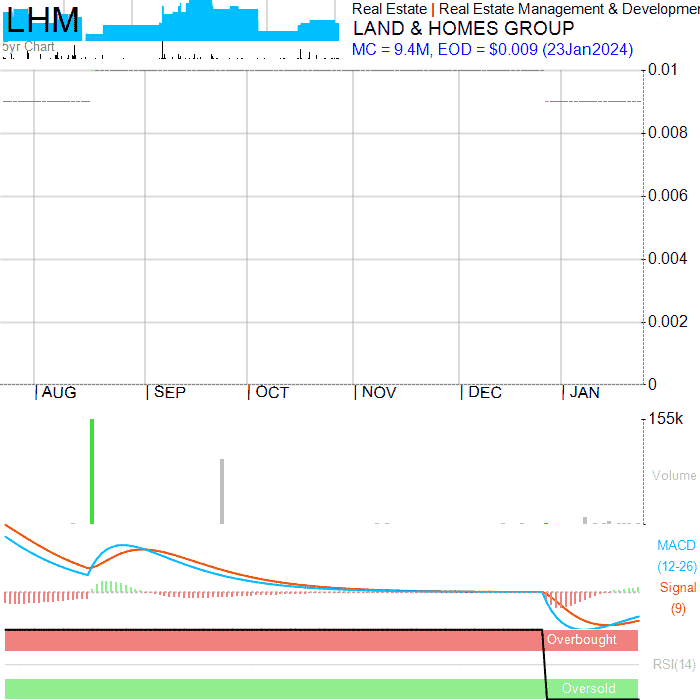 LHM
5yr Chart
Real Estate | Real Estate Management & Developmen
LAND & HOMES GROUP
MC = 9.4M, EOD = $0.009 (23Jan2024)
0.01
0.008
0.006
0.004
0.002
0
AUG SEP OCT NOV DEC JAN
155k
Volume
MACD
(12-26)
Signal
(9)
Overbought
RSI(14)
Oversold